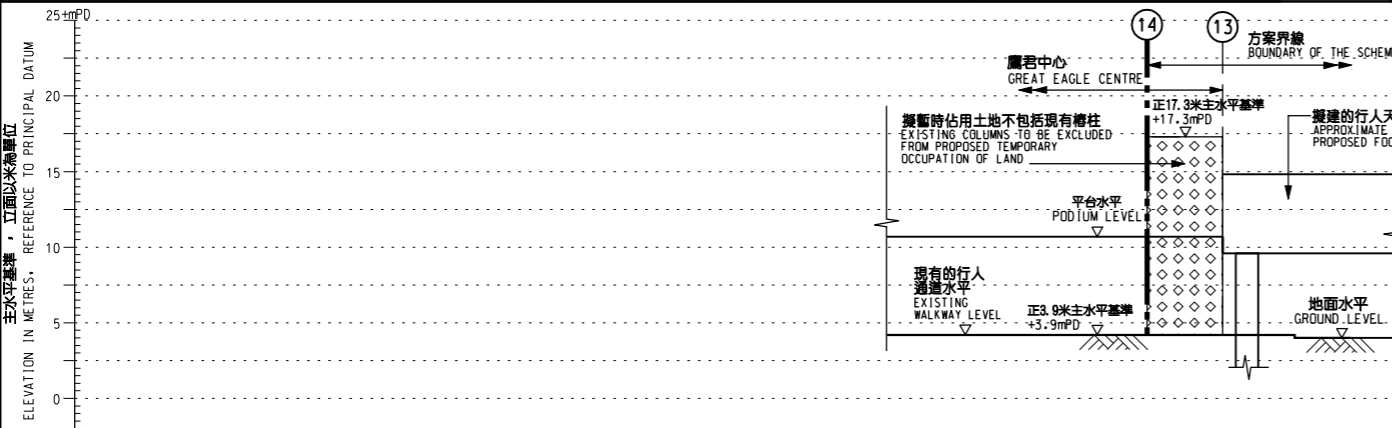 25+mPD
20
15
10
5
0
主水平基準，立面以米為單位
ELEVATION IN METRES. REFERENCE TO PRINCIPAL DATUM
14
13
方案界線
BOUNDARY OF THE SCHEM
鷹君中心
GREAT EAGLE CENTRE
正17.3米主水平基準
+17.3mPD
擬暫時佔用土地不包括現有樁柱
EXISTING COLUMNS TO BE EXCLUDED
FROM PROPOSED TEMPORARY
OCCUPATION OF LAND
擬建的行人天
APPROXIMATE
PROPOSED FOO
平台水平
PODIUM LEVEL
現有的行人
通道水平
EXISTING
WALKWAY LEVEL
正3.9米主水平基準
+3.9mPD
地面水平
GROUND LEVEL